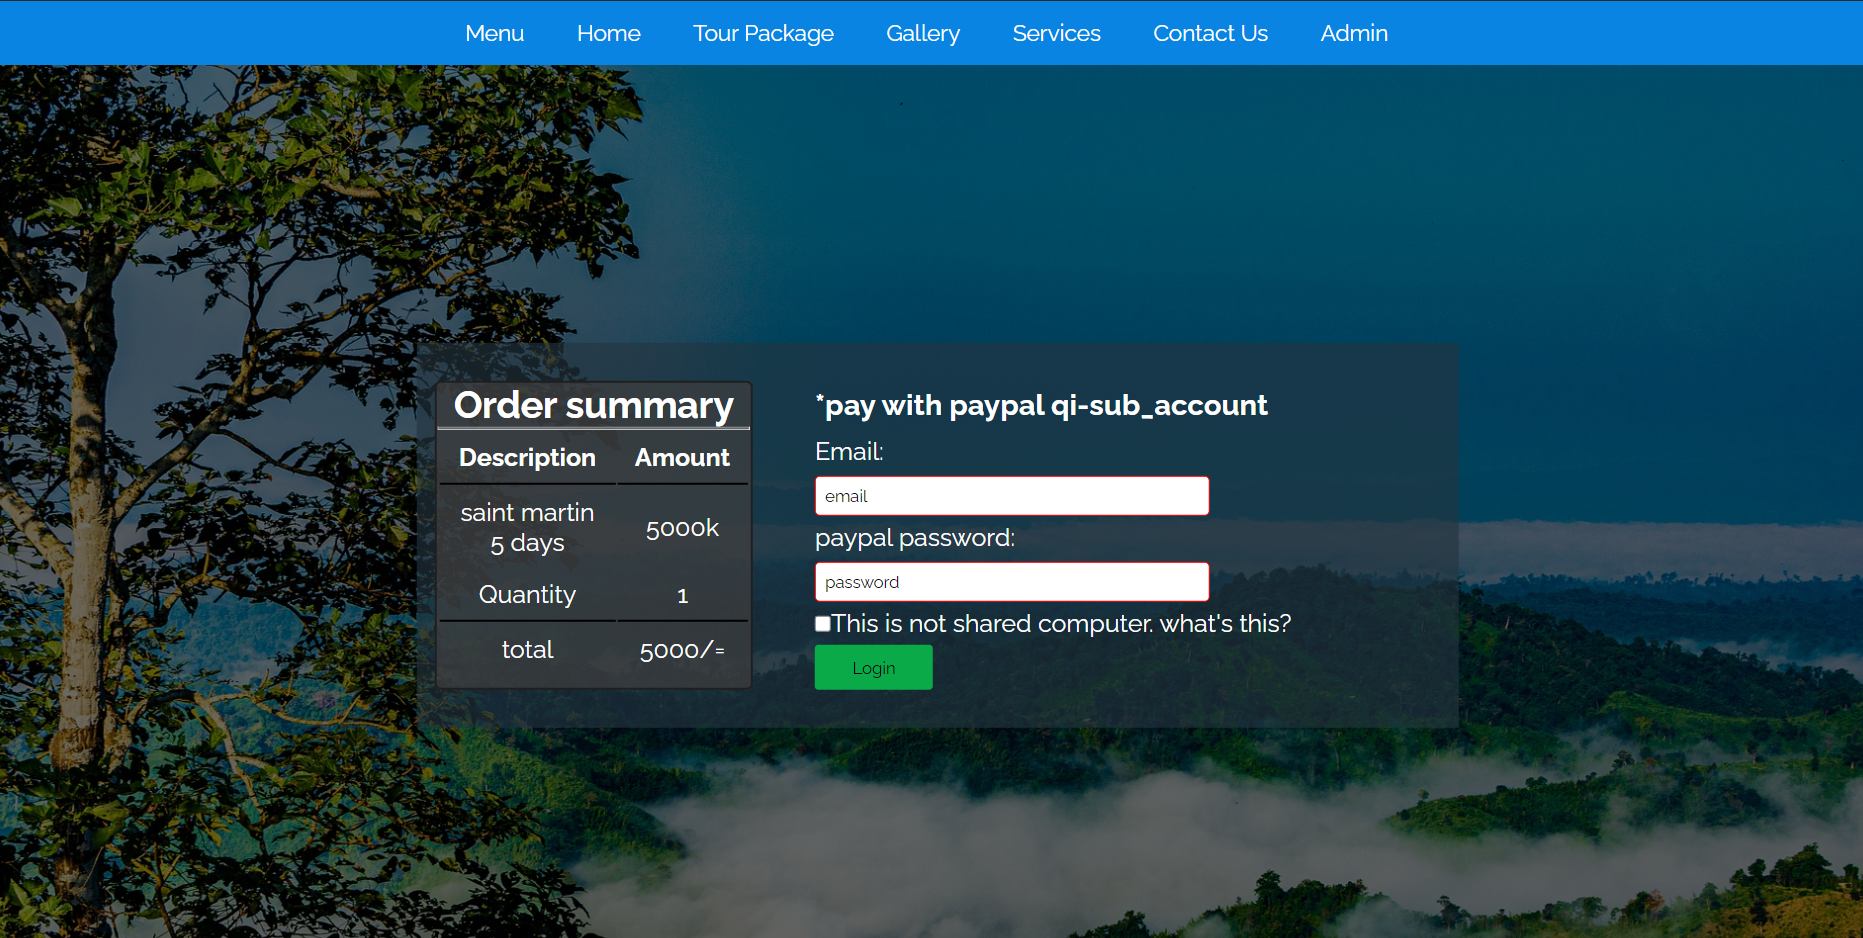 Menu Home Tour Package Gallery Services Contact Us Admin
Order summary
Description Amount
saint martin
5 days
5000k
Quantity 1
total 5000/=
*pay with paypal qi-sub_account
Email:
email
paypal password:
password
This is not shared computer. what's this?
Login